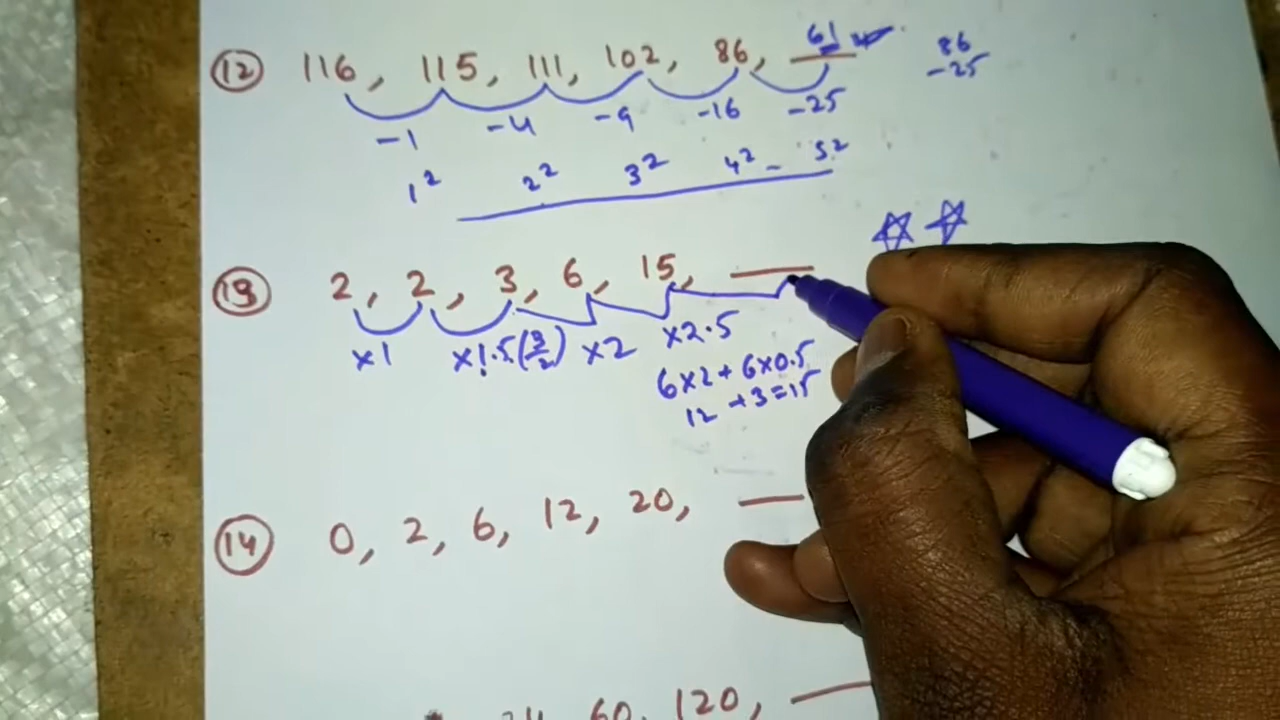 12 116, 115, 111, 102, 86, 61
86
-25
-1 -4 -9 -16 -25
1² 2² 3² 4² - 5²
13 2, 2, 3, 6, 15,
×1 ×1.5(3/2) ×2 ×2.5
6×2+6×0.5
12 +3=15
14 0, 2, 6, 12, 20,
24, 60, 120,